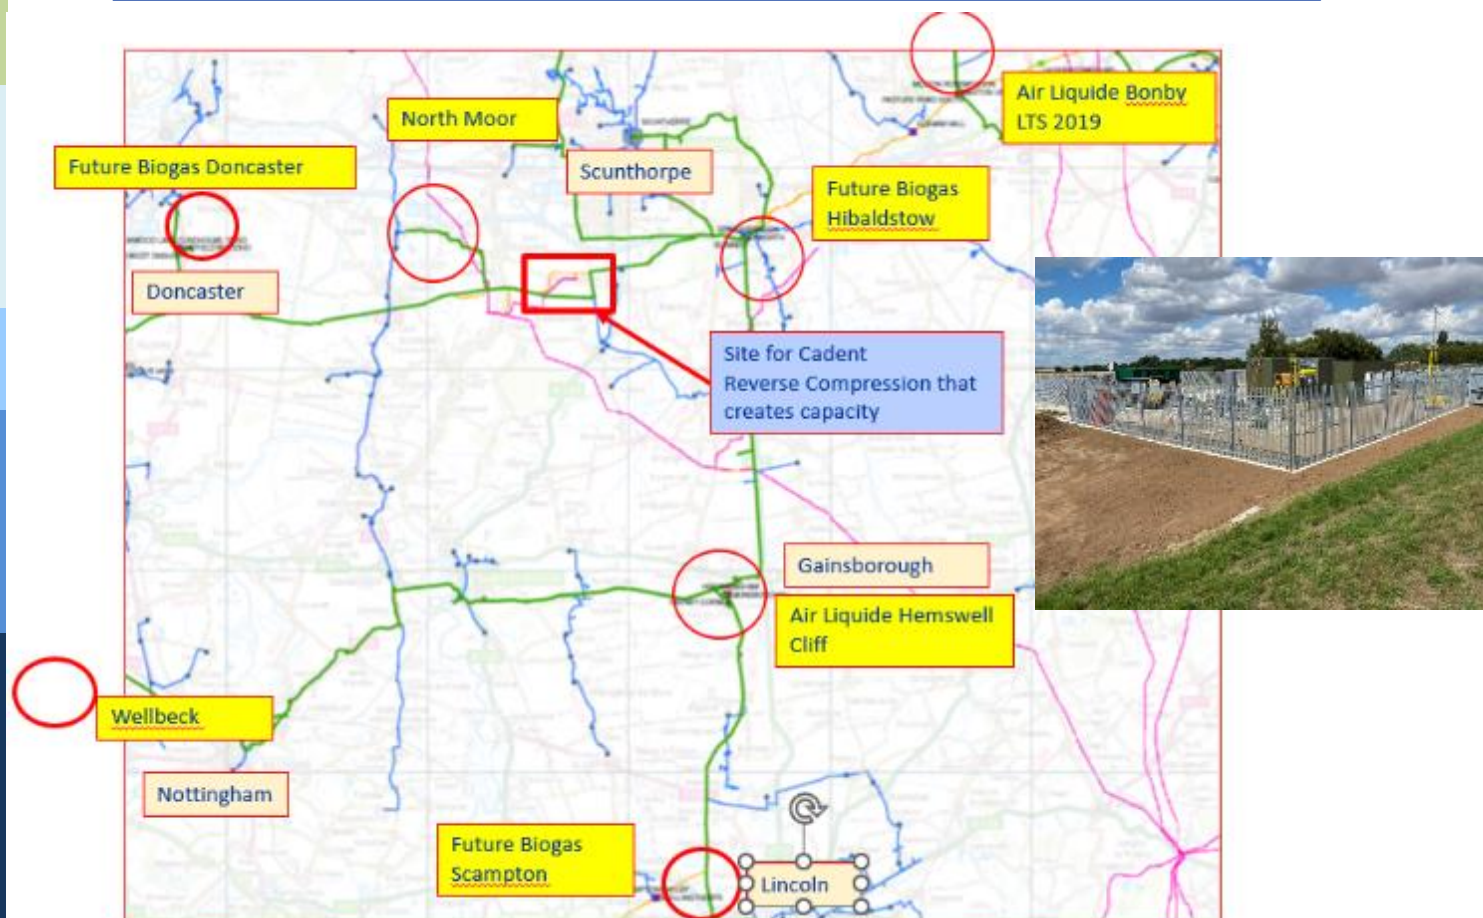 Air Liquide Bonby
LTS 2019
North Moor
Future Biogas Doncaster
Scunthorpe
Future Biogas
Hibaldstow
Doncaster
Site for Cadent
Reverse Compression that
creates capacity
Gainsborough
Air Liquide Hemswell
Cliff
Wellbeck
Nottingham
Future Biogas
Scampton
Lincoln